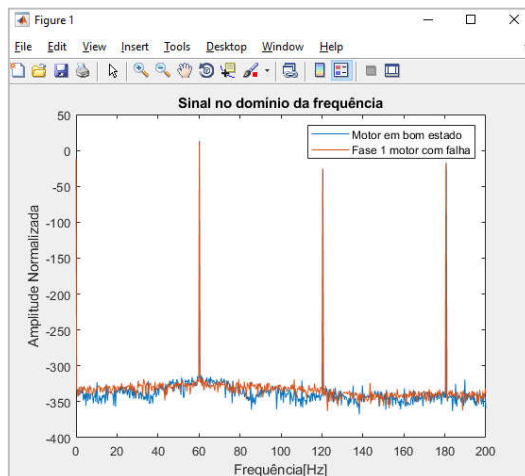 Figure 1
File Edit View Insert Tools Desktop Window Help
Sinal no domínio da frequência
Motor em bom estado
Fase 1 motor com falha
Amplitude Normalizada
50
0
-50
-100
-150
-200
-250
-300
-350
-400
0 20 40 60 80 100 120 140 160 180 200
Frequência[Hz]